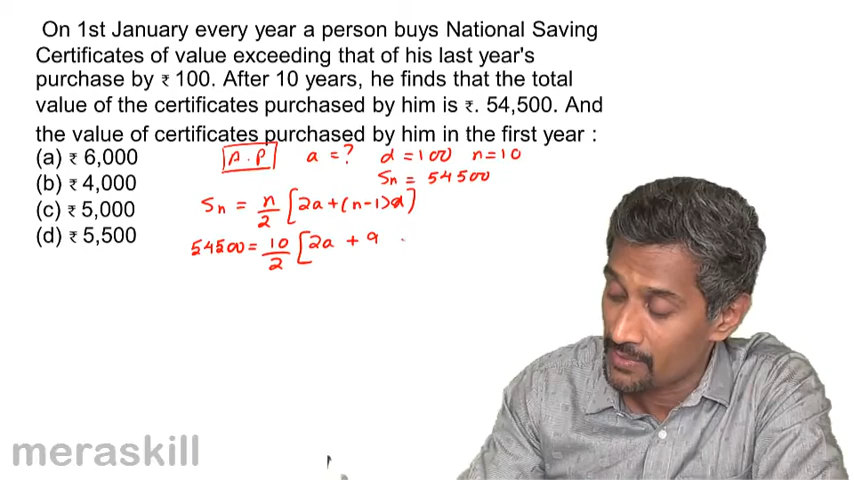 On 1st January every year a person buys National Saving
Certificates of value exceeding that of his last year's
purchase by ₹ 100. After 10 years, he finds that the total
value of the certificates purchased by him is ₹. 54,500. And
the value of certificates purchased by him in the first year :
(a) ₹ 6,000
(b) ₹ 4,000
(c) ₹ 5,000
(d) ₹ 5,500
A.P a = ? d = 100 n = 10
Sn = 54500
Sn = n/2 [2a + (n-1)d]
54500 = 10/2 [2a + 9
meraskill